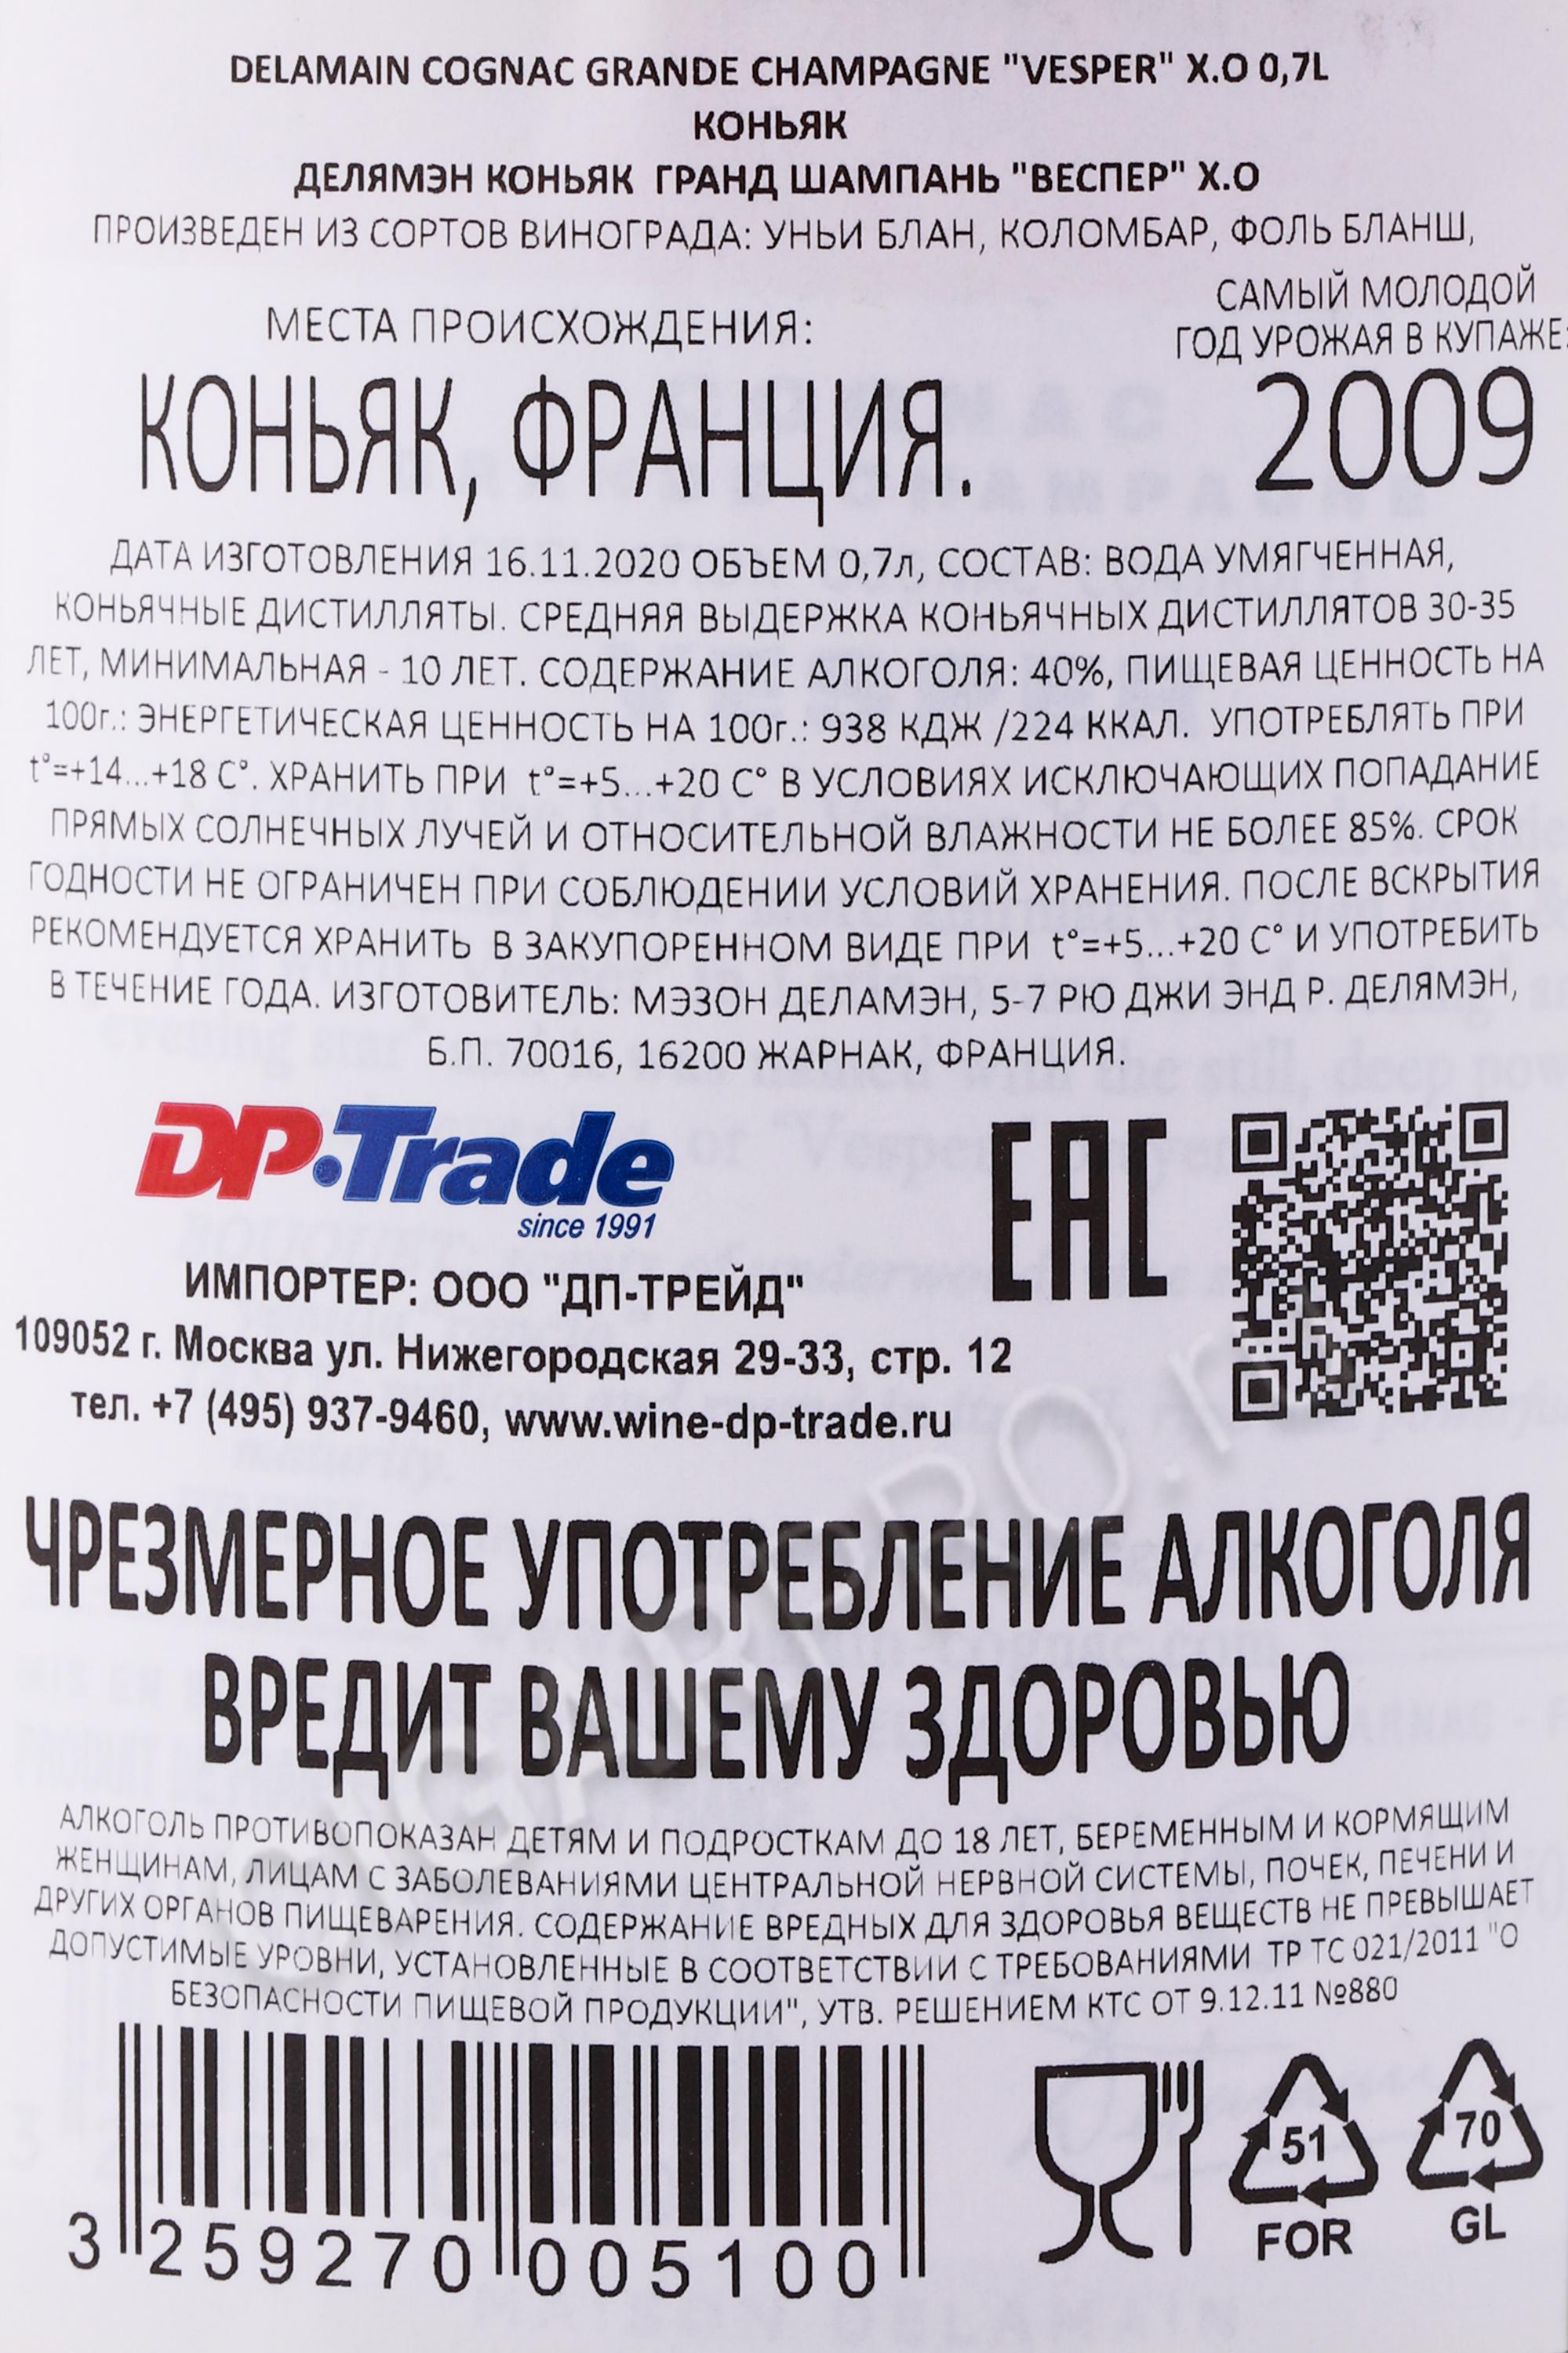 DELAMAIN COGNAC GRANDE CHAMPAGNE "VESPER" X.O 0,7L
КОНЬЯК
ДЕЛЯМЭН КОНЬЯК ГРАНД ШАМПАНЬ "ВЕСПЕР" X.O
ПРОИЗВЕДЕН ИЗ СОРТОВ ВИНОГРАДА: УНЬИ БЛАН, КОЛОМБАР, ФОЛЬ БЛАНШ,
МЕСТА ПРОИСХОЖДЕНИЯ:
КОНЬЯК, ФРАНЦИЯ.
САМЫЙ МОЛОДОЙ
ГОД УРОЖАЯ В КУПАЖЕ:
2009
ДАТА ИЗГОТОВЛЕНИЯ 16.11.2020 ОБЪЕМ 0,7л, СОСТАВ: ВОДА УМЯГЧЕННАЯ,
КОНЬЯЧНЫЕ ДИСТИЛЛЯТЫ. СРЕДНЯЯ ВЫДЕРЖКА КОНЬЯЧНЫХ ДИСТИЛЛЯТОВ 30-35
ЛЕТ, МИНИМАЛЬНАЯ - 10 ЛЕТ. СОДЕРЖАНИЕ АЛКОГОЛЯ: 40%, ПИЩЕВАЯ ЦЕННОСТЬ НА
100г.: ЭНЕРГЕТИЧЕСКАЯ ЦЕННОСТЬ НА 100г.: 938 КДЖ /224 ККАЛ. УПОТРЕБЛЯТЬ ПРИ
t°=+14...+18 C°. ХРАНИТЬ ПРИ t°=+5...+20 C° В УСЛОВИЯХ ИСКЛЮЧАЮЩИХ ПОПАДАНИЕ
ПРЯМЫХ СОЛНЕЧНЫХ ЛУЧЕЙ И ОТНОСИТЕЛЬНОЙ ВЛАЖНОСТИ НЕ БОЛЕЕ 85%. СРОК
ГОДНОСТИ НЕ ОГРАНИЧЕН ПРИ СОБЛЮДЕНИИ УСЛОВИЙ ХРАНЕНИЯ. ПОСЛЕ ВСКРЫТИЯ
РЕКОМЕНДУЕТСЯ ХРАНИТЬ В ЗАКУПОРЕННОМ ВИДЕ ПРИ t°=+5...+20 C° И УПОТРЕБИТЬ
В ТЕЧЕНИЕ ГОДА. ИЗГОТОВИТЕЛЬ: МЭЗОН ДЕЛАМЭН, 5-7 РЮ ДЖИ ЭНД Р. ДЕЛЯМЭН,
Б.П. 70016, 16200 ЖАРНАК, ФРАНЦИЯ.
DP·Trade
since 1991
EAC
ИМПОРТЕР: ООО "ДП-ТРЕЙД"
109052 г. Москва ул. Нижегородская 29-33, стр. 12
тел. +7 (495) 937-9460, www.wine-dp-trade.ru
ЧРЕЗМЕРНОЕ УПОТРЕБЛЕНИЕ АЛКОГОЛЯ
ВРЕДИТ ВАШЕМУ ЗДОРОВЬЮ
АЛКОГОЛЬ ПРОТИВОПОКАЗАН ДЕТЯМ И ПОДРОСТКАМ ДО 18 ЛЕТ, БЕРЕМЕННЫМ И КОРМЯЩИМ
ЖЕНЩИНАМ, ЛИЦАМ С ЗАБОЛЕВАНИЯМИ ЦЕНТРАЛЬНОЙ НЕРВНОЙ СИСТЕМЫ, ПОЧЕК, ПЕЧЕНИ И
ДРУГИХ ОРГАНОВ ПИЩЕВАРЕНИЯ. СОДЕРЖАНИЕ ВРЕДНЫХ ДЛЯ ЗДОРОВЬЯ ВЕЩЕСТВ НЕ ПРЕВЫШАЕТ
ДОПУСТИМЫЕ УРОВНИ, УСТАНОВЛЕННЫЕ В СООТВЕТСТВИИ С ТРЕБОВАНИЯМИ ТР ТС 021/2011 "О
БЕЗОПАСНОСТИ ПИЩЕВОЙ ПРОДУКЦИИ", УТВ. РЕШЕНИЕМ КТС ОТ 9.12.11 №880
3 259270 005100
51
FOR
70
GL